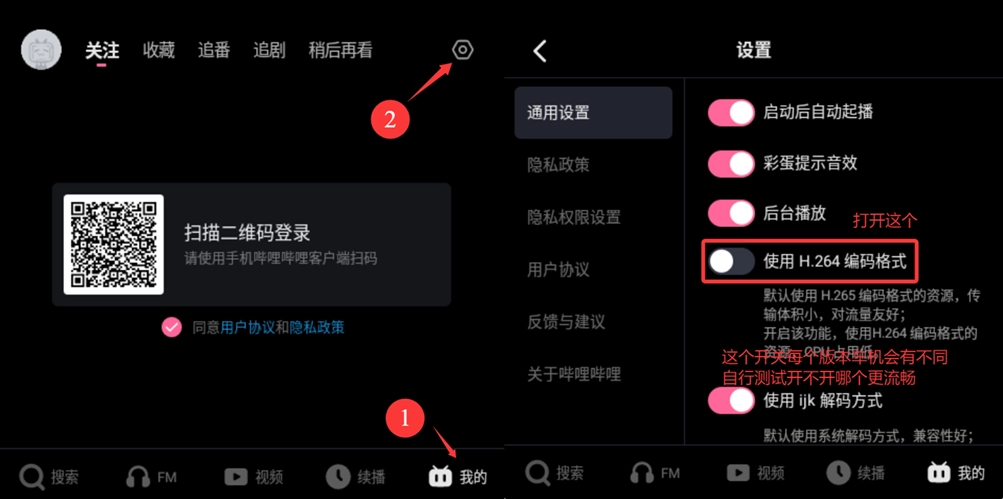 关注 收藏 追番 追剧 稍后再看
2
扫描二维码登录
请使用手机哔哩哔哩客户端扫码
同意用户协议和隐私政策
1
搜索 FM 视频 续播 我的
设置
通用设置
隐私政策
隐私权限设置
用户协议
反馈与建议
关于哔哩哔哩
启动后自动起播
彩蛋提示音效
后台播放
打开这个
使用 H.264 编码格式
默认使用 H.265 编码格式的资源，传
输体积小，对流量友好；
开启该功能，使用H.264 编码格式的
资源，CPU 占用低。
这个开关每个版本车机会有不同
自行测试开不开哪个更流畅
使用 ijk 解码方式
默认使用系统解码方式，兼容性好；
搜索 FM 视频 续播 我的